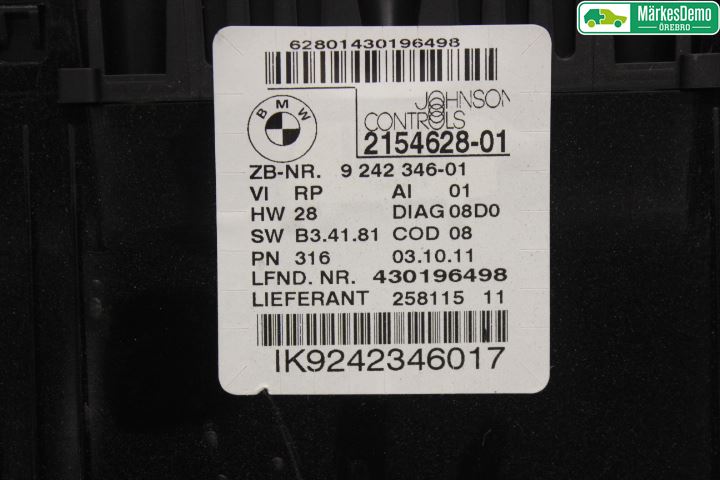 MärkesDemo
ÖREBRO
62801430196498
BMW
JOHNSON
CONTROLS
2154628-01
ZB-NR. 9 242 346-01
VI RP AI 01
HW 28 DIAG 08D0
SW B3.41.81 COD 08
PN 316 03.10.11
LFND. NR. 430196498
LIEFERANT 258115 11
IK9242346017